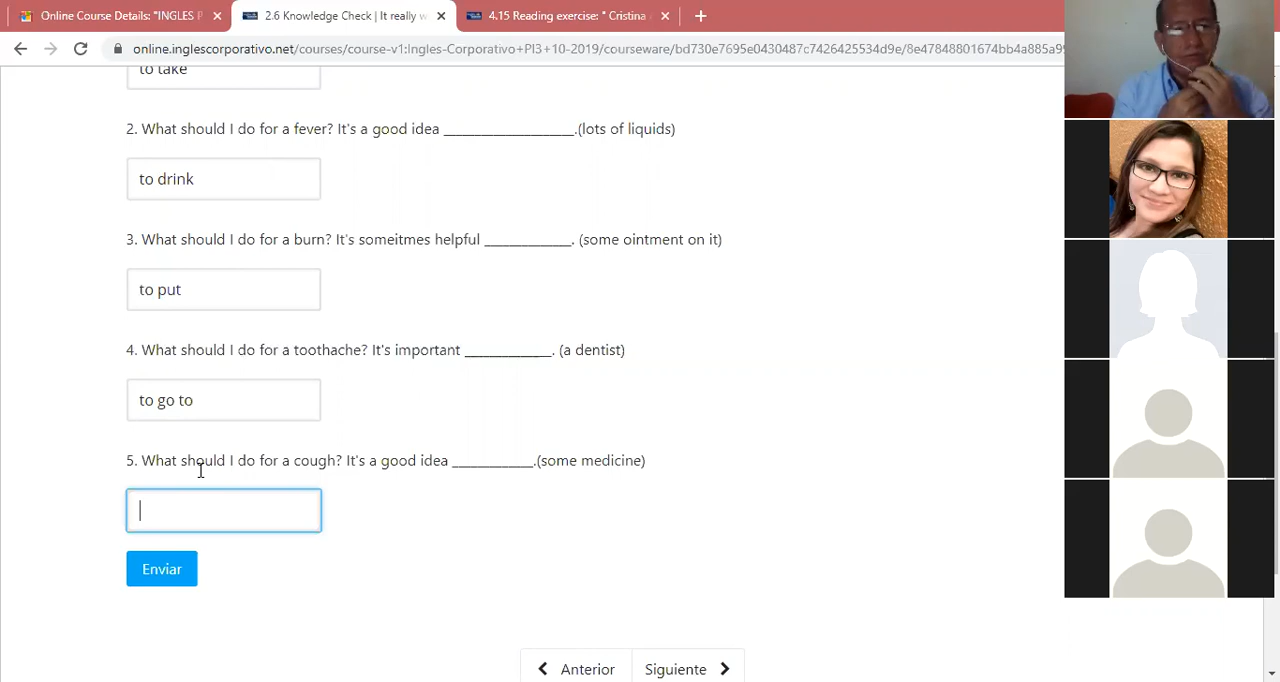 Online Course Details: "INGLES P
2.6 Knowledge Check | It really w
4.15 Reading exercise: " Cristina
online.inglescorporativo.net/courses/course-v1:Ingles-Corporativo+PI3+10-2019/courseware/bd730e7695e0430487c7426425534d9e/8e47848801674bb4a885a99
to take
2. What should I do for a fever? It's a good idea ___________________.(lots of liquids)
to drink
3. What should I do for a burn? It's someitmes helpful _____________. (some ointment on it)
to put
4. What should I do for a toothache? It's important _____________. (a dentist)
to go to
5. What should I do for a cough? It's a good idea ____________.(some medicine)
Enviar
Anterior
Siguiente